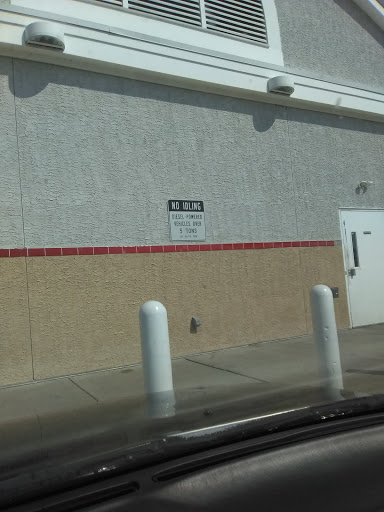 NO IDLING
DIESEL POWERED
VEHICLES OVER
5 TONS